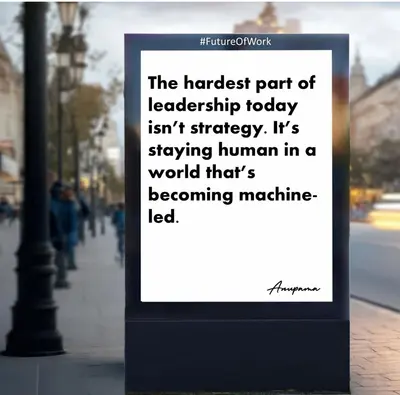 #FutureOfWork
The hardest part of
leadership today
isn’t strategy. It’s
staying human in a
world that’s
becoming machine-
led.
Anupama